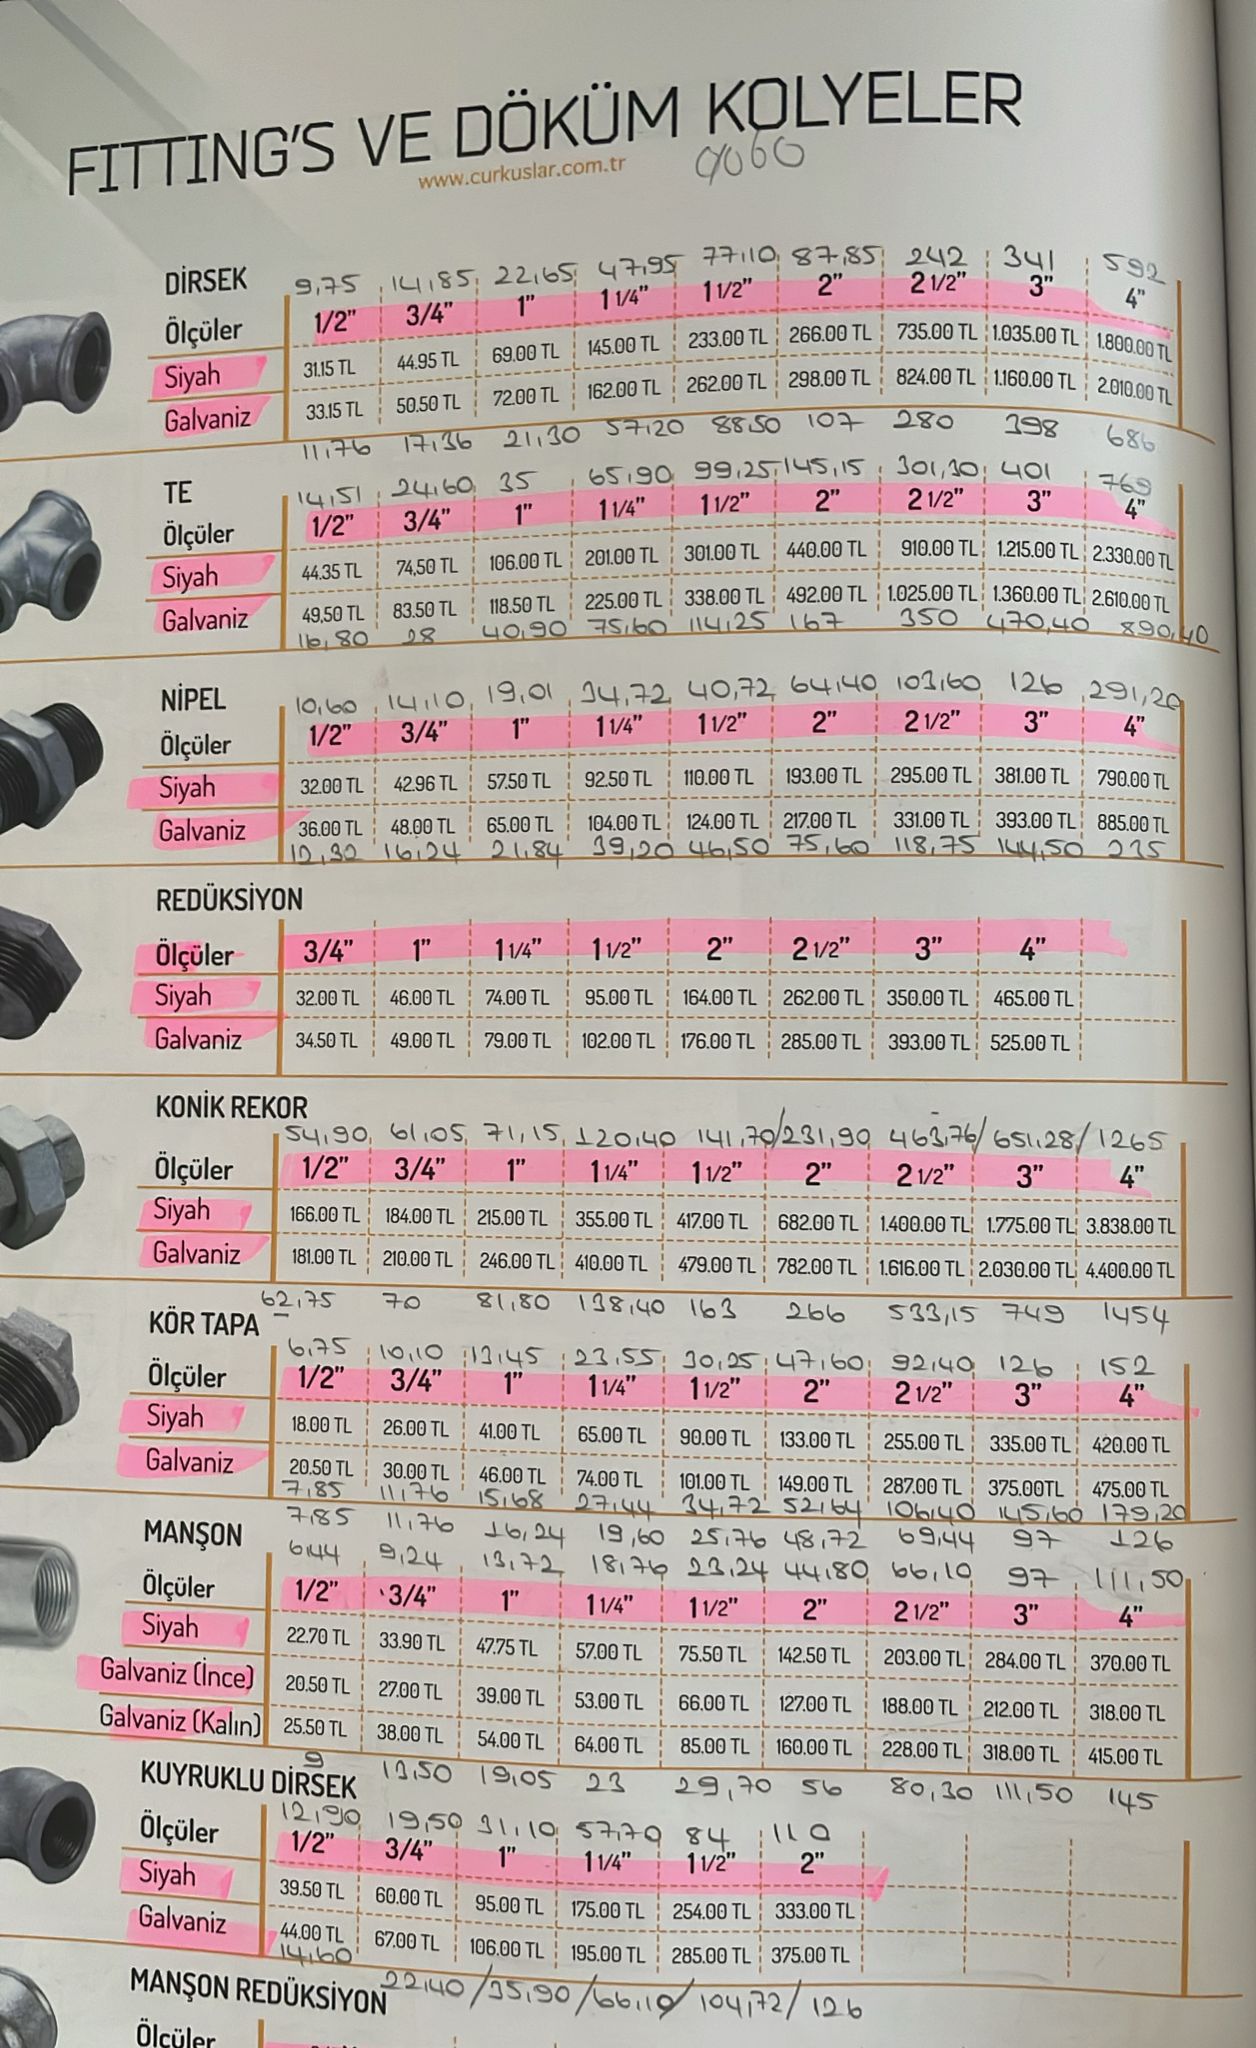 FITTING'S VE DÖKÜM KOLYELER
www.curkuslar.com.tr
DİRSEK 9,75 14,85 22,65 47,95 77,10 87,85 242 341 592
Ölçüler 1/2" 3/4" 1" 1 1/4" 1 1/2" 2" 2 1/2" 3" 4"
Siyah 31.15 TL 44.95 TL 69.00 TL 145.00 TL 233.00 TL 266.00 TL 735.00 TL 1.035.00 TL 1.800.00 TL
Galvaniz 33.15 TL 50.50 TL 72.00 TL 162.00 TL 262.00 TL 298.00 TL 824.00 TL 1.160.00 TL 2.010.00 TL
11,76 17,36 21,30 57,20 88,50 107 280 398 686
TE 14,51 24,60 35 65,90 99,25 145,15 301,30 401 769
Ölçüler 1/2" 3/4" 1" 1 1/4" 1 1/2" 2" 2 1/2" 3" 4"
Siyah 44.35 TL 74.50 TL 106.00 TL 201.00 TL 301.00 TL 440.00 TL 910.00 TL 1.215.00 TL 2.330.00 TL
Galvaniz 49.50 TL 83.50 TL 118.50 TL 225.00 TL 338.00 TL 492.00 TL 1.025.00 TL 1.360.00 TL 2.610.00 TL
16,80 28 40,90 75,60 114,25 167 350 470,40 890,40
NİPEL 10,60 14,10 19,01 34,72 40,72 64,40 103,60 126 291,20
Ölçüler 1/2" 3/4" 1" 1 1/4" 1 1/2" 2" 2 1/2" 3" 4"
Siyah 32.00 TL 42.96 TL 57.50 TL 92.50 TL 110.00 TL 193.00 TL 295.00 TL 381.00 TL 790.00 TL
Galvaniz 36.00 TL 48.00 TL 65.00 TL 104.00 TL 124.00 TL 217.00 TL 331.00 TL 393.00 TL 885.00 TL
12,32 16,24 21,84 39,20 46,50 75,60 118,75 144,50 235
REDÜKSİYON
Ölçüler 3/4" 1" 1 1/4" 1 1/2" 2" 2 1/2" 3" 4"
Siyah 32.00 TL 46.00 TL 74.00 TL 95.00 TL 164.00 TL 262.00 TL 350.00 TL 465.00 TL
Galvaniz 34.50 TL 49.00 TL 79.00 TL 102.00 TL 176.00 TL 285.00 TL 393.00 TL 525.00 TL
KONİK REKOR
54,90 61,05 71,15 120,40 141,70/231,90 463,76/651,28/1265
Ölçüler 1/2" 3/4" 1" 1 1/4" 1 1/2" 2" 2 1/2" 3" 4"
Siyah 166.00 TL 184.00 TL 215.00 TL 355.00 TL 417.00 TL 682.00 TL 1.400.00 TL 1.775.00 TL 3.838.00 TL
Galvaniz 181.00 TL 210.00 TL 246.00 TL 410.00 TL 479.00 TL 782.00 TL 1.616.00 TL 2.030.00 TL 4.400.00 TL
62,75 70 81,80 138,40 163 266 533,15 749 1454
KÖR TAPA
6,75 10,10 13,45 23,55 30,25 47,60 92,40 126 152
Ölçüler 1/2" 3/4" 1" 1 1/4" 1 1/2" 2" 2 1/2" 3" 4"
Siyah 18.00 TL 26.00 TL 41.00 TL 65.00 TL 90.00 TL 133.00 TL 255.00 TL 335.00 TL 420.00 TL
Galvaniz 20.50 TL 30.00 TL 46.00 TL 74.00 TL 101.00 TL 149.00 TL 287.00 TL 375.00TL 475.00 TL
7,85 11,76 15,68 27,44 34,72 52,64 106,40 145,60 179,20
MANŞON 7,85 11,76 16,24 19,60 25,76 48,72 69,44 97 126
6,44 9,24 13,72 18,76 23,24 44,80 66,10 97 111,50
Ölçüler 1/2" 3/4" 1" 1 1/4" 1 1/2" 2" 2 1/2" 3" 4"
Siyah 22.70 TL 33.90 TL 47.75 TL 57.00 TL 75.50 TL 142.50 TL 203.00 TL 284.00 TL 370.00 TL
Galvaniz (İnce) 20.50 TL 27.00 TL 39.00 TL 53.00 TL 66.00 TL 127.00 TL 188.00 TL 212.00 TL 318.00 TL
Galvaniz (Kalın) 25.50 TL 38.00 TL 54.00 TL 64.00 TL 85.00 TL 160.00 TL 228.00 TL 318.00 TL 415.00 TL
9 13,50 19,05 23 29,70 56 80,30 111,50 145
KUYRUKLU DİRSEK
12,90 19,50 31,10 57,70 84 110
Ölçüler 1/2" 3/4" 1" 1 1/4" 1 1/2" 2"
Siyah 39.50 TL 60.00 TL 95.00 TL 175.00 TL 254.00 TL 333.00 TL
Galvaniz 44.00 TL 67.00 TL 106.00 TL 195.00 TL 285.00 TL 375.00 TL
14,60 22,40/35,90/66,10/104,72/126
MANŞON REDÜKSİYON
Ölçüler